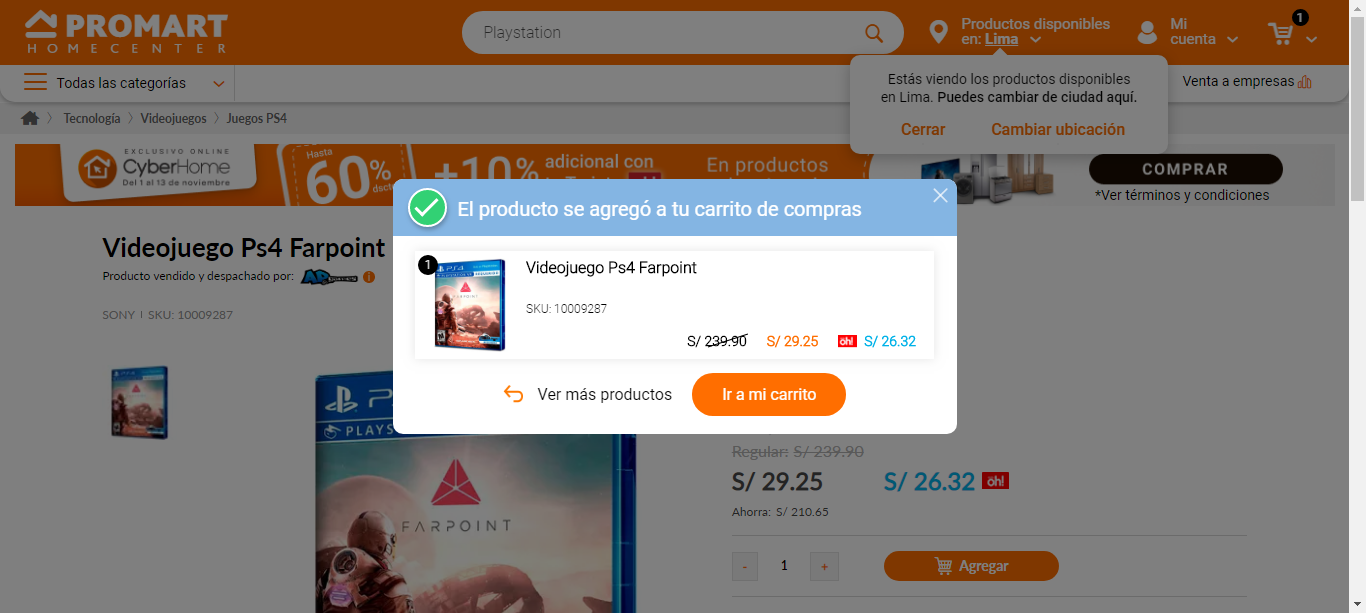 PROMART
HOMECENTER
Playstation
Productos disponibles
en: Lima
Mi
cuenta
1
Todas las categorías
Venta a empresas
Estás viendo los productos disponibles
en Lima. Puedes cambiar de ciudad aquí.
Cerrar Cambiar ubicación
Tecnología Videojuegos Juegos PS4
EXCLUSIVO ONLINE
CyberHome
Del 1 al 13 de noviembre
Hasta
60%
dscto
+10%
adicional con
En productos
COMPRAR
*Ver términos y condiciones
El producto se agregó a tu carrito de compras
1
Videojuego Ps4 Farpoint
SKU: 10009287
S/ 239.90 S/ 29.25 oh! S/ 26.32
Ver más productos
Ir a mi carrito
Videojuego Ps4 Farpoint
Producto vendido y despachado por:
SONY | SKU: 10009287
PLAYS
FARPOINT
Regular: S/ 239.90
S/ 29.25 S/ 26.32 oh!
Ahorra: S/ 210.65
- 1 +
Agregar